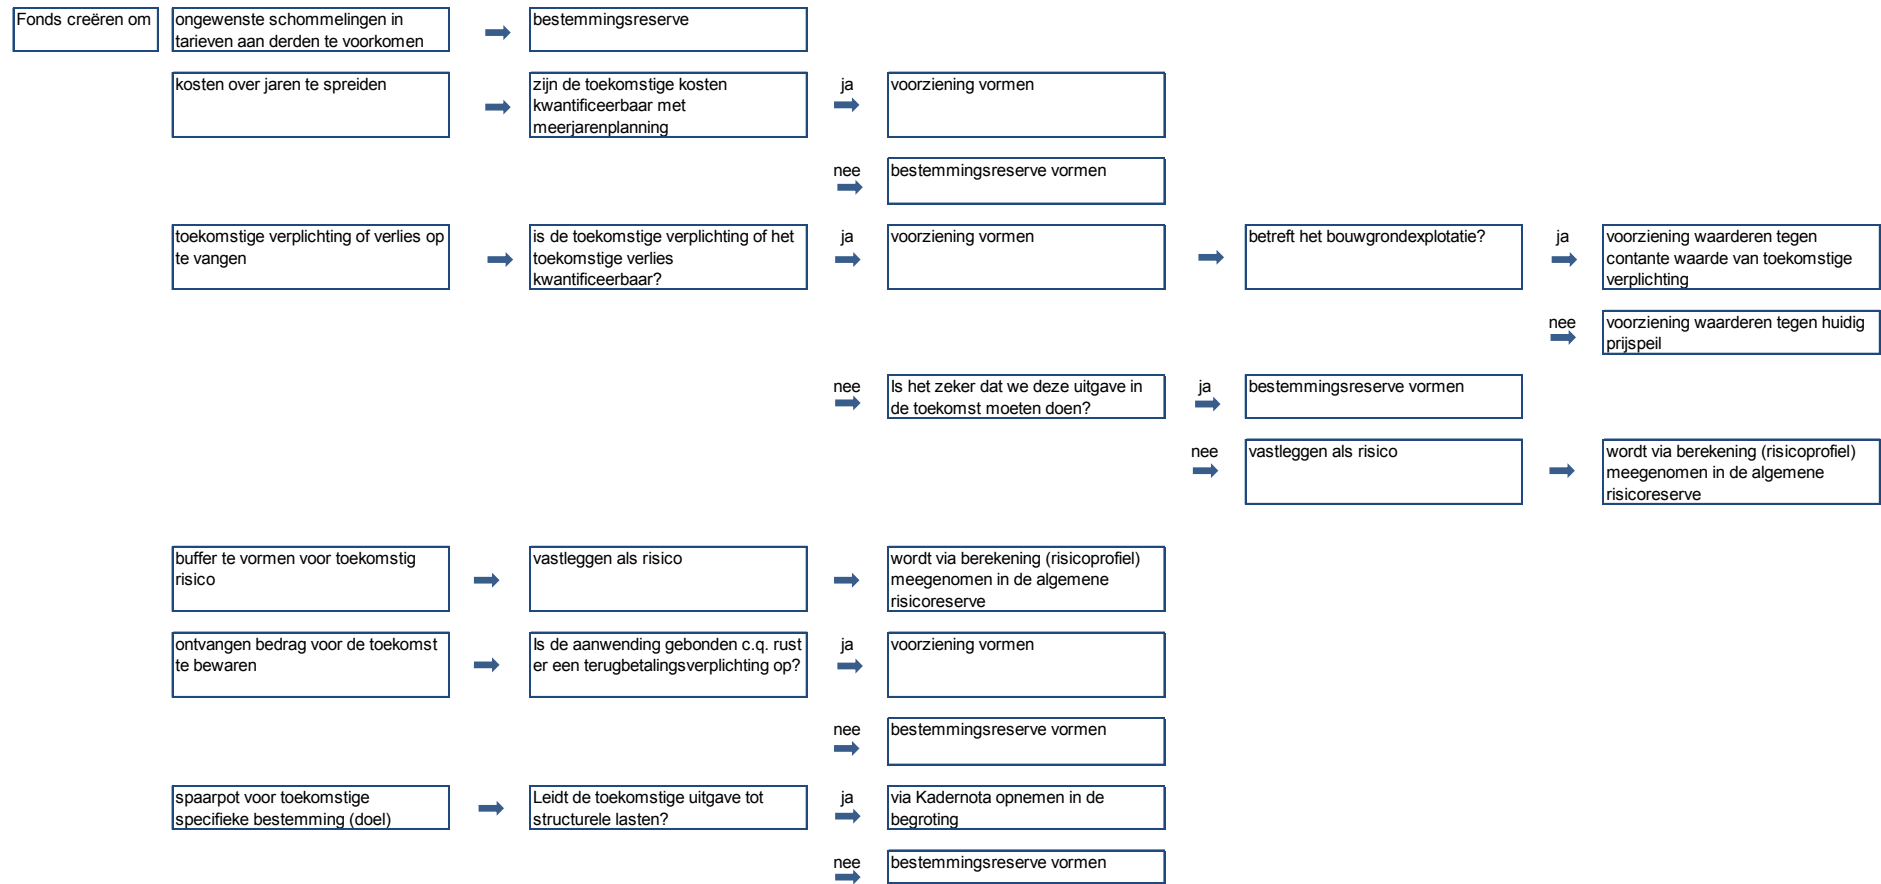 Fonds creëren om
ongewenste schommelingen in
tarieven aan derden te voorkomen
bestemmingsreserve
kosten over jaren te spreiden
zijn de toekomstige kosten
kwantificeerbaar met
meerjarenplanning
ja
voorziening vormen
nee
bestemmingsreserve vormen
toekomstige verplichting of verlies op
te vangen
is de toekomstige verplichting of het
toekomstige verlies
kwantificeerbaar?
ja
voorziening vormen
betreft het bouwgrondexplotatie?
ja
voorziening waarderen tegen
contante waarde van toekomstige
verplichting
nee
voorziening waarderen tegen huidig
prijspeil
nee
Is het zeker dat we deze uitgave in
de toekomst moeten doen?
ja
bestemmingsreserve vormen
nee
vastleggen als risico
wordt via berekening (risicoprofiel)
meegenomen in de algemene
risicoreserve
buffer te vormen voor toekomstig
risico
vastleggen als risico
wordt via berekening (risicoprofiel)
meegenomen in de algemene
risicoreserve
ontvangen bedrag voor de toekomst
te bewaren
Is de aanwending gebonden c.q. rust
er een terugbetalingsverplichting op?
ja
voorziening vormen
nee
bestemmingsreserve vormen
spaarpot voor toekomstige
specifieke bestemming (doel)
Leidt de toekomstige uitgave tot
structurele lasten?
ja
via Kadernota opnemen in de
begroting
nee
bestemmingsreserve vormen